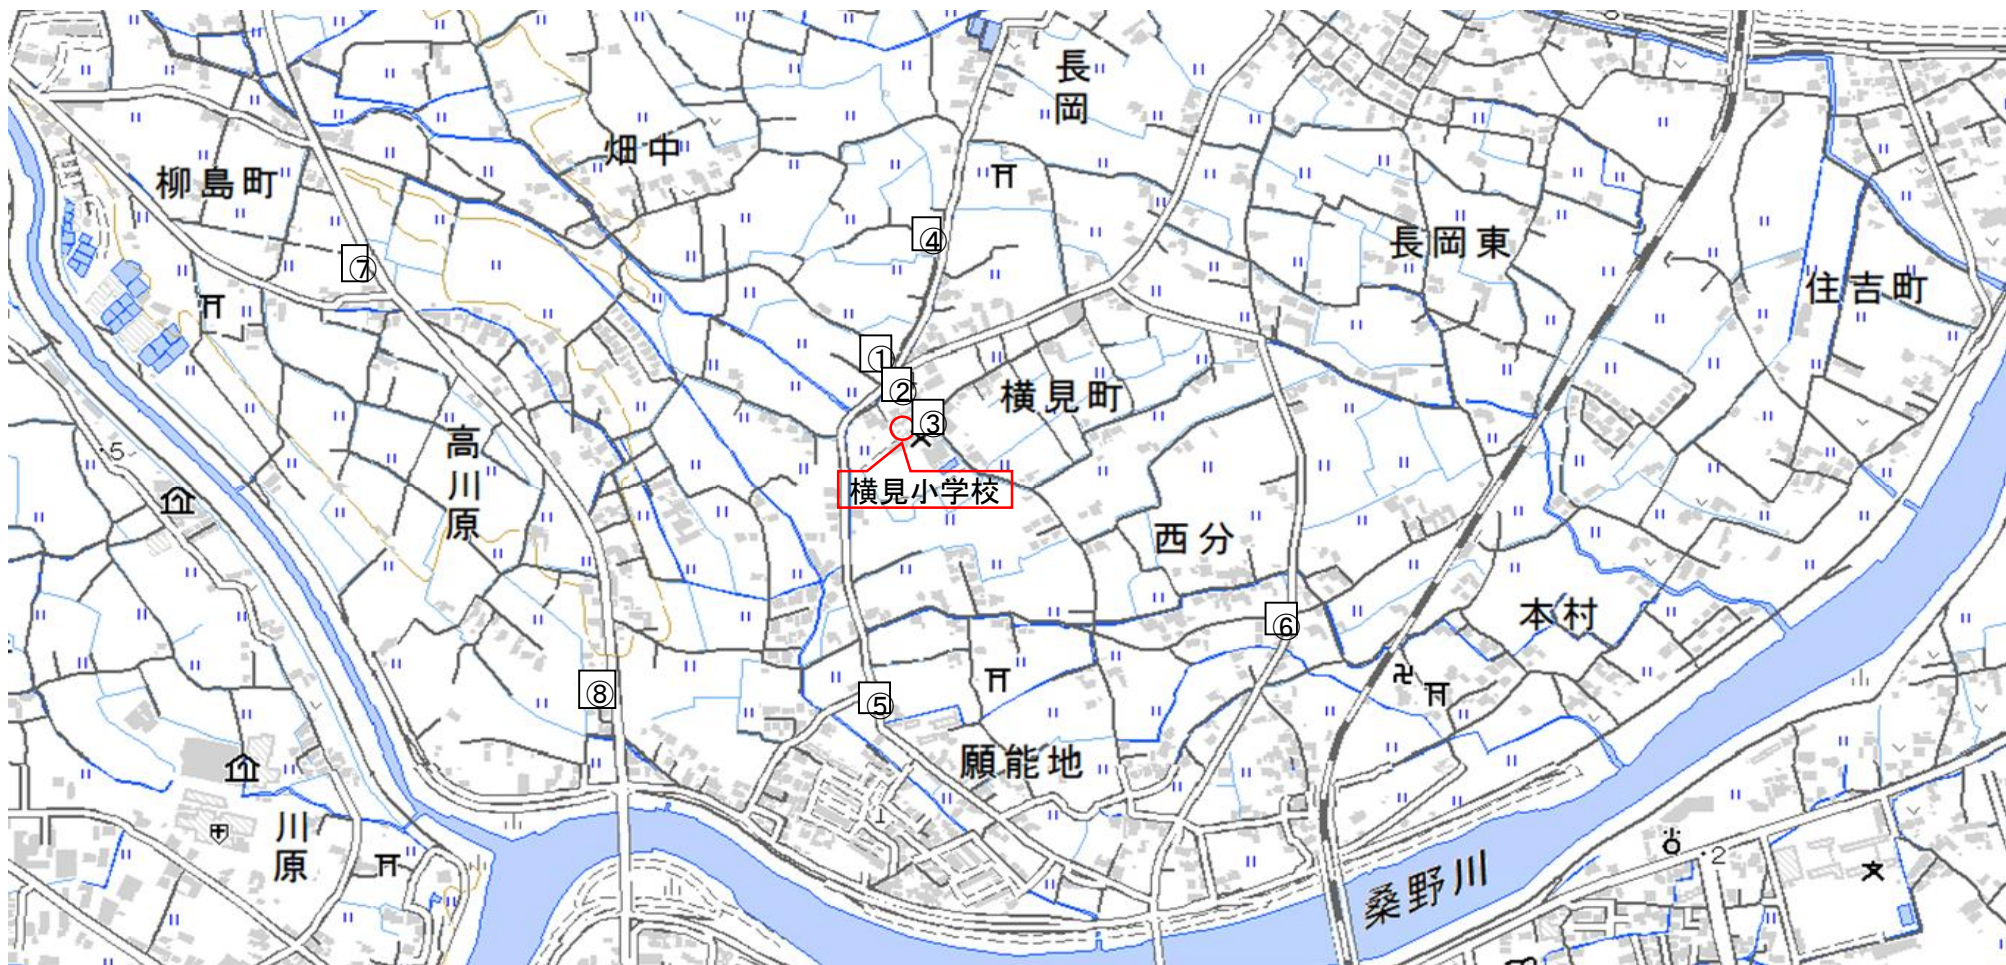 長岡
畑中
柳島町
④
長岡東
⑦
住吉町
①
②
横見町
③
高川原
・5
横見小学校
西分
⑥
本村
⑧
⑤
願能地
川原
・2
桑野川